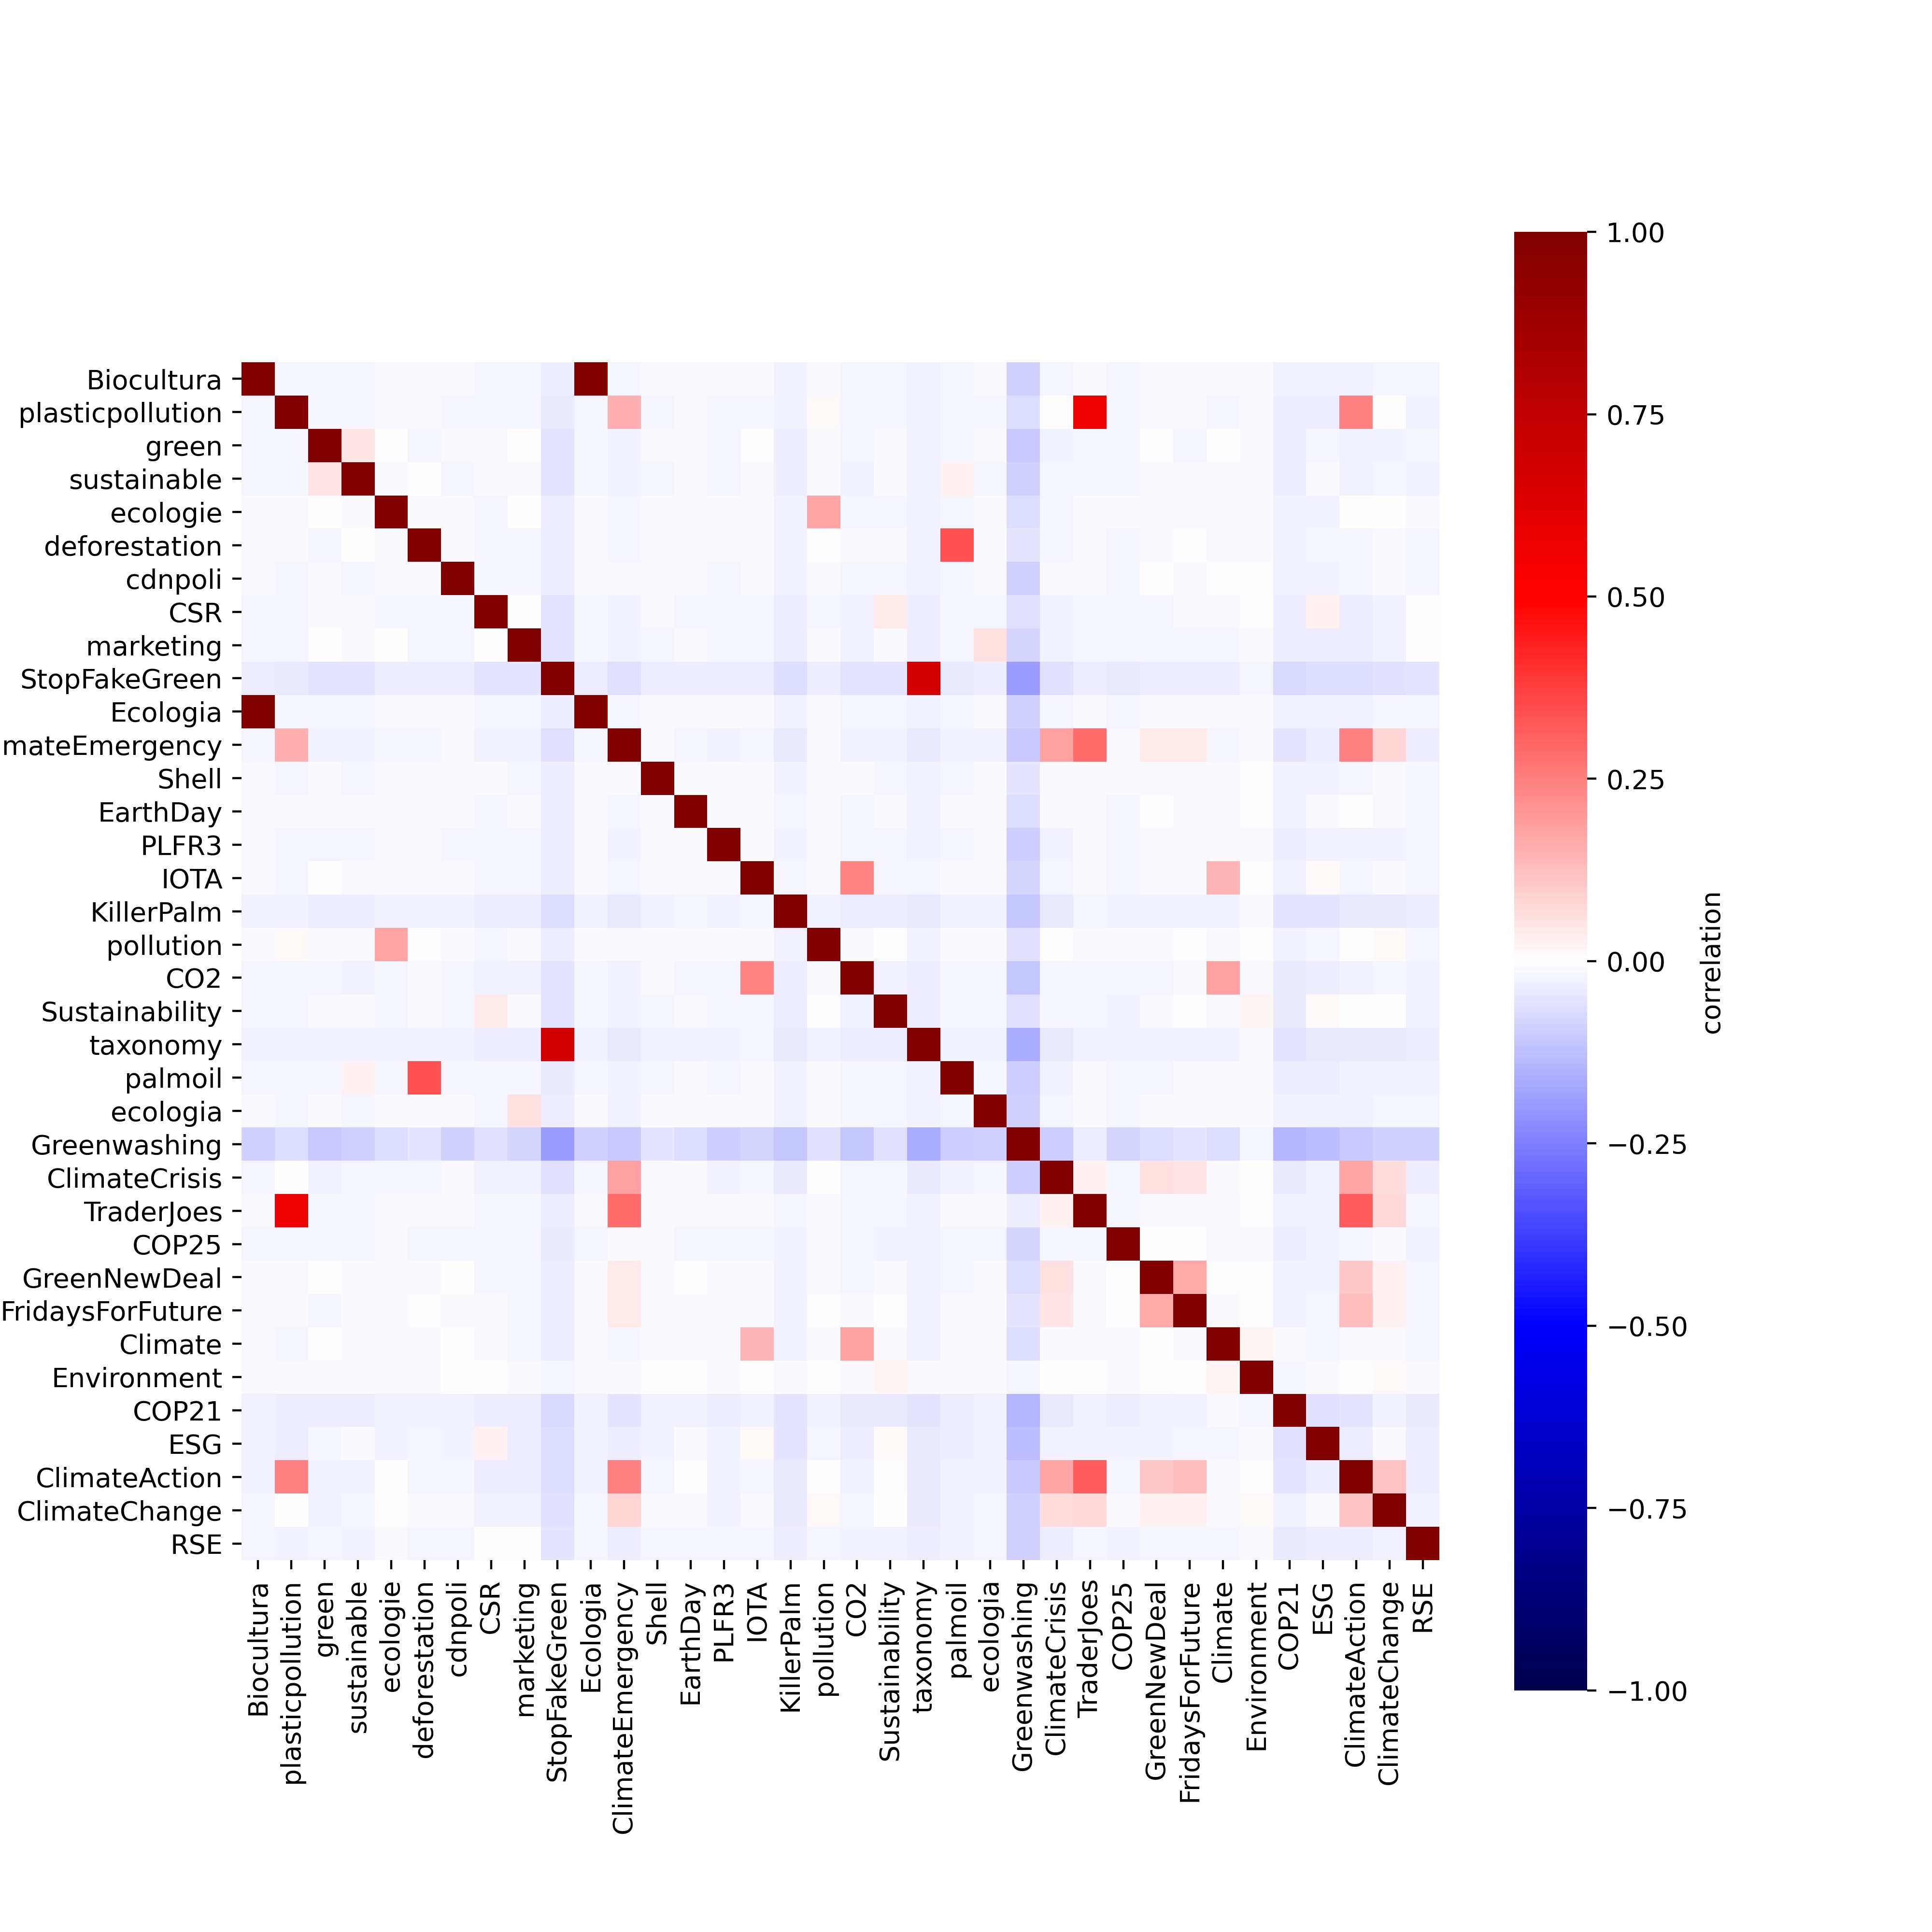 Biocultura
plasticpollution
green
sustainable
ecologie
deforestation
cdnpoli
CSR
marketing
StopFakeGreen
Ecologia
mateEmergency
Shell
EarthDay
PLFR3
IOTA
KillerPalm
pollution
CO2
Sustainability
taxonomy
palmoil
ecologia
Greenwashing
ClimateCrisis
TraderJoes
COP25
GreenNewDeal
FridaysForFuture
Climate
Environment
COP21
ESG
ClimateAction
ClimateChange
RSE
Biocultura
plasticpollution
green
sustainable
ecologie
deforestation
cdnpoli
CSR
marketing
StopFakeGreen
Ecologia
ClimateEmergency
Shell
EarthDay
PLFR3
IOTA
KillerPalm
pollution
CO2
Sustainability
taxonomy
palmoil
ecologia
Greenwashing
ClimateCrisis
TraderJoes
COP25
GreenNewDeal
FridaysForFuture
Climate
Environment
COP21
ESG
ClimateAction
ClimateChange
RSE
1.00
0.75
0.50
0.25
0.00
−0.25
−0.50
−0.75
−1.00
correlation